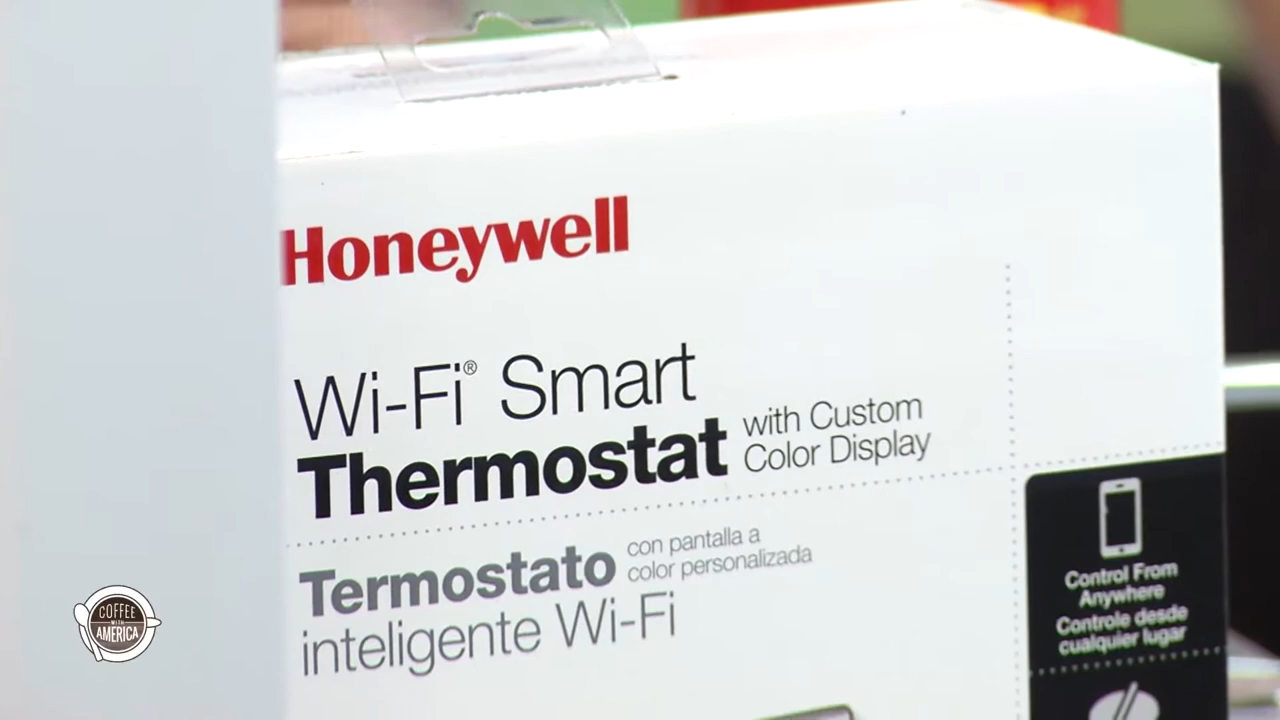 Honeywell
Wi-Fi® Smart
Thermostat
with Custom
Color Display
Termostato
con pantalla a
color personalizada
inteligente Wi-Fi
Control From
Anywhere
Controle desde
cualquier lugar
COFFEE
WITH
AMERICA